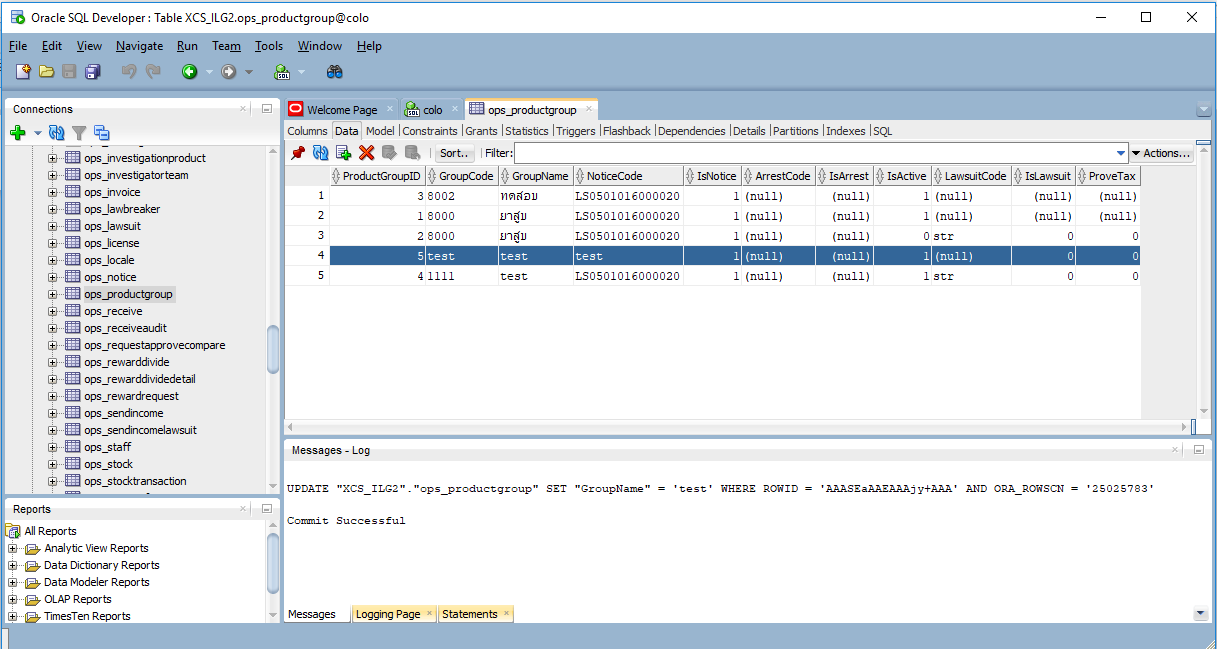 Oracle SQL Developer : Table XCS_ILG2.ops_productgroup@colo
File Edit View Navigate Run Team Tools Window Help
Connections
ops_investigationproduct
ops_investigatorteam
ops_invoice
ops_lawbreaker
ops_lawsuit
ops_license
ops_locale
ops_notice
ops_productgroup
ops_receive
ops_receiveaudit
ops_requestapprovecompare
ops_rewarddivide
ops_rewarddividedetail
ops_rewardrequest
ops_sendincome
ops_sendincomelawsuit
ops_staff
ops_stock
ops_stocktransaction
Reports
All Reports
Analytic View Reports
Data Dictionary Reports
Data Modeler Reports
OLAP Reports
TimesTen Reports
Welcome Page colo ops_productgroup
Columns Data Model Constraints Grants Statistics Triggers Flashback Dependencies Details Partitions Indexes SQL
Sort.. Filter: Actions...
ProductGroupID GroupCode GroupName NoticeCode IsNotice ArrestCode IsArrest IsActive LawsuitCode IsLawsuit ProveTax
1 3 8002 ทดสอบ LS0501016000020 1 (null) (null) 1 (null) (null) (null)
2 1 8000 ยาสูบ LS0501016000020 1 (null) (null) 1 (null) (null) (null)
3 2 8000 ยาสูบ LS0501016000020 1 (null) (null) 0 str 0 0
4 5 test test test 1 (null) (null) 1 (null) 0 0
5 4 1111 test LS0501016000020 1 (null) (null) 1 str 0 0
Messages - Log
UPDATE "XCS_ILG2"."ops_productgroup" SET "GroupName" = 'test' WHERE ROWID = 'AAASEaAAEAAAjy+AAA' AND ORA_ROWSCN = '25025783'
Commit Successful
Messages Logging Page Statements